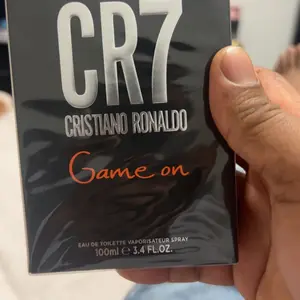 CR7
CRISTIANO RONALDO
Game on
EAU DE TOILETTE VAPORISATEUR SPRAY
100ml ℮ 3.4 FL.OZ.